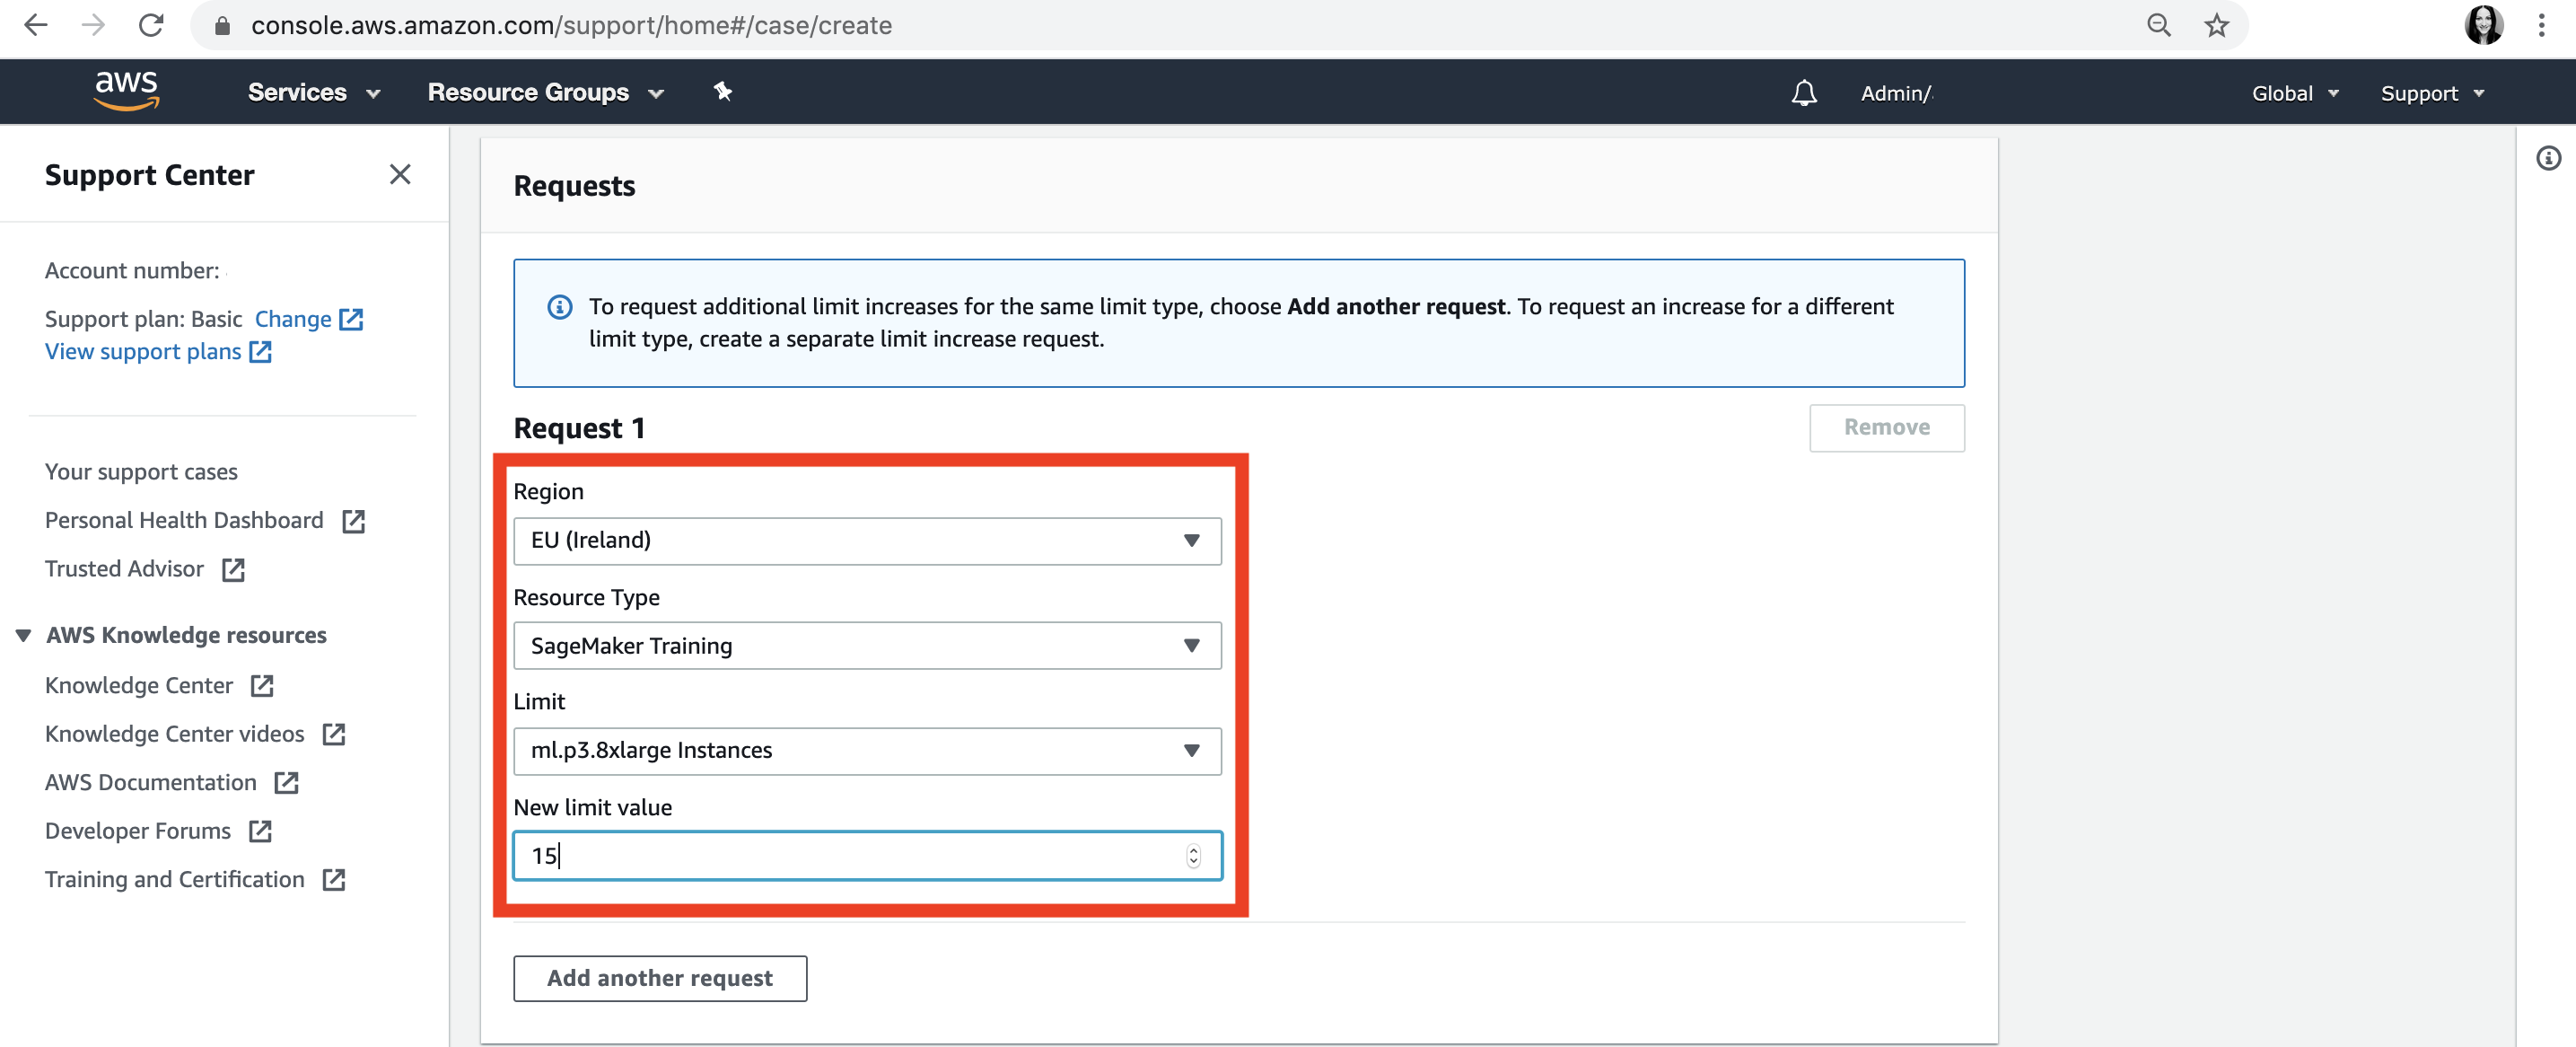 console.aws.amazon.com/support/home#/case/create
aws
Services
Resource Groups
Admin/
Global
Support
Support Center
Account number:
Support plan: Basic Change
View support plans
Your support cases
Personal Health Dashboard
Trusted Advisor
AWS Knowledge resources
Knowledge Center
Knowledge Center videos
AWS Documentation
Developer Forums
Training and Certification
Requests
To request additional limit increases for the same limit type, choose Add another request. To request an increase for a different
limit type, create a separate limit increase request.
Request 1
Remove
Region
EU (Ireland)
Resource Type
SageMaker Training
Limit
ml.p3.8xlarge Instances
New limit value
15
Add another request